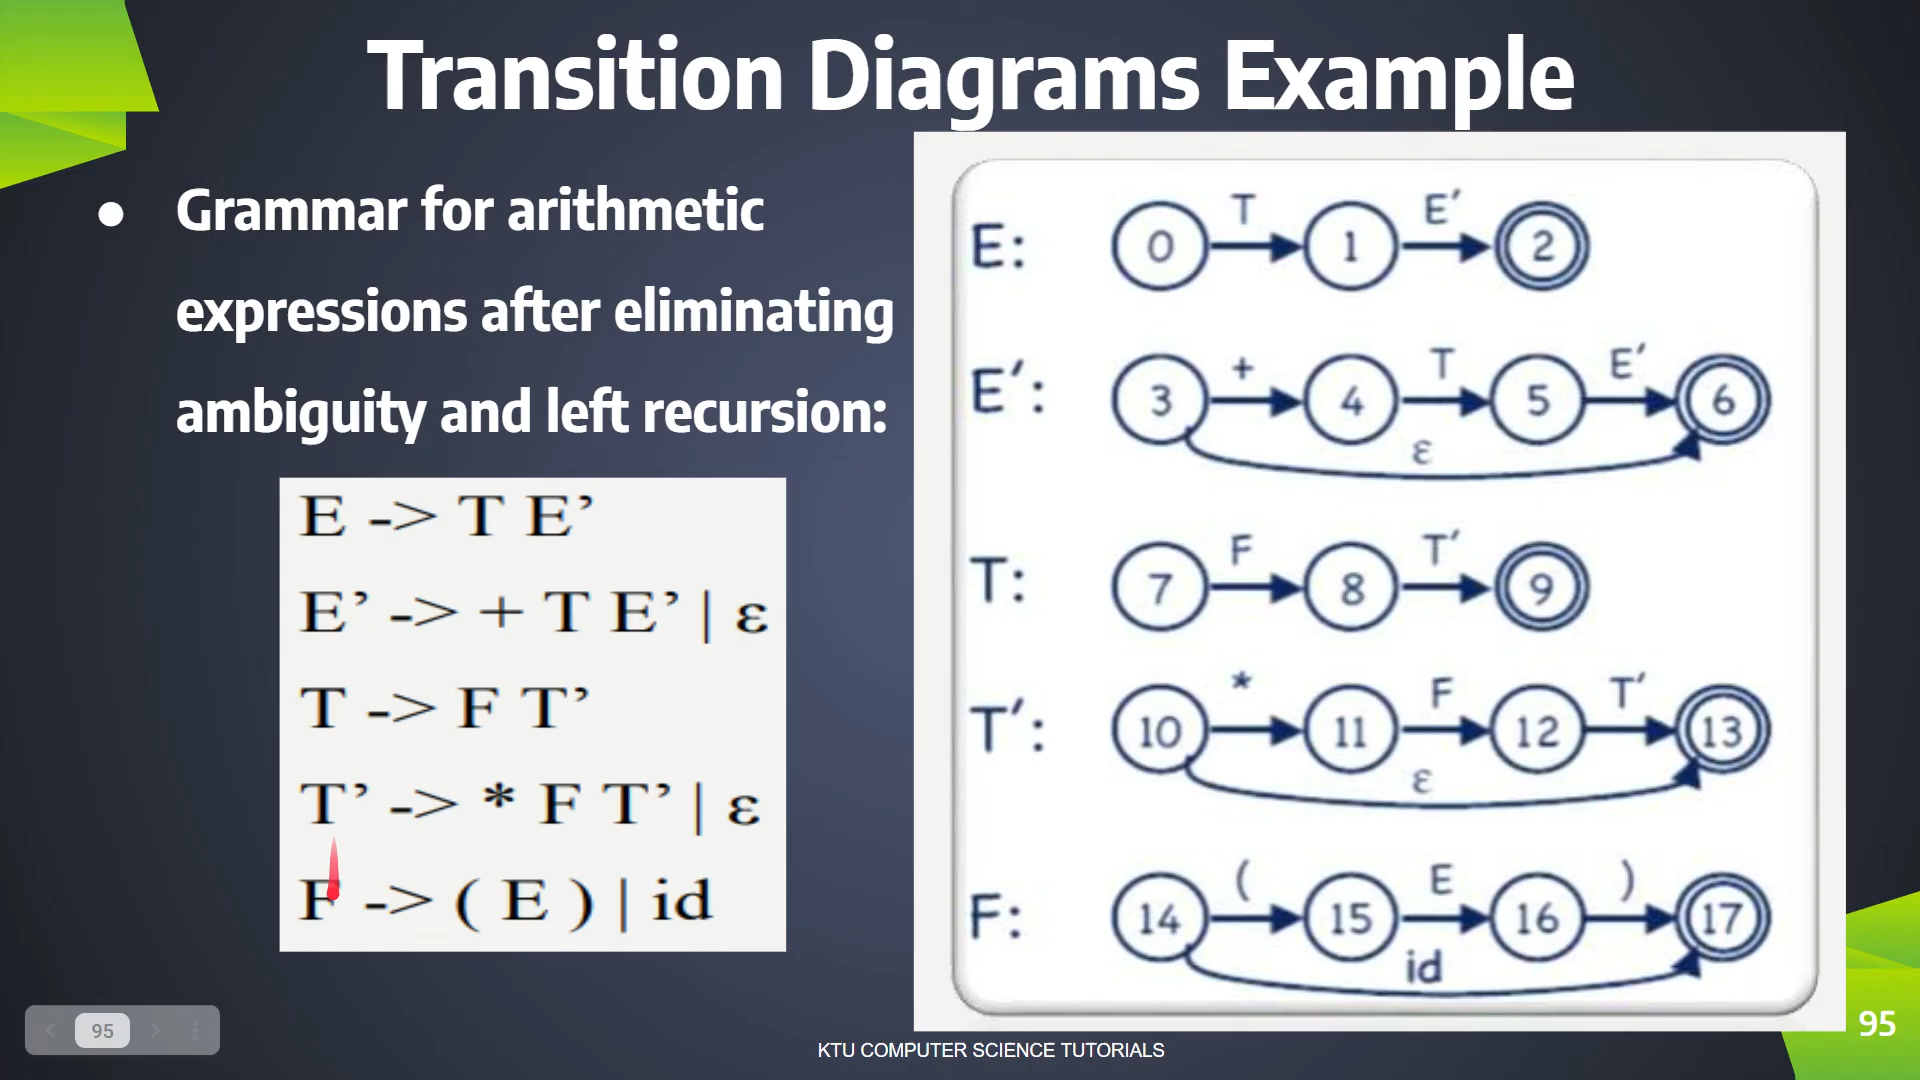 Transition Diagrams Example
● Grammar for arithmetic
expressions after eliminating
ambiguity and left recursion:
E -> T E’
E’ -> + T E’ | ε
T -> F T’
T’ -> * F T’ | ε
F -> ( E ) | id
E: 0 T 1 E′ 2
E′: 3 + 4 T 5 E′ 6
ε
T: 7 F 8 T′ 9
T′: 10 * 11 F 12 T′ 13
ε
F: 14 ( 15 E 16 ) 17
id
95
95
KTU COMPUTER SCIENCE TUTORIALS